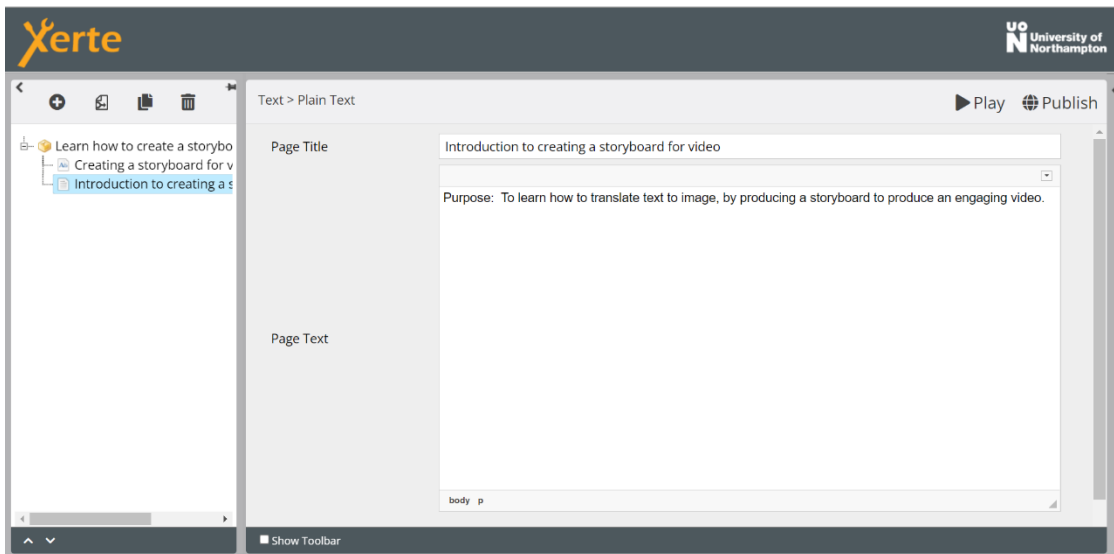 Xerte
UON University of Northampton
Text > Plain Text
Play Publish
Learn how to create a storybo
Creating a storyboard for v
Introduction to creating a s
Page Title
Introduction to creating a storyboard for video
Purpose: To learn how to translate text to image, by producing a storyboard to produce an engaging video.
Page Text
body p
Show Toolbar